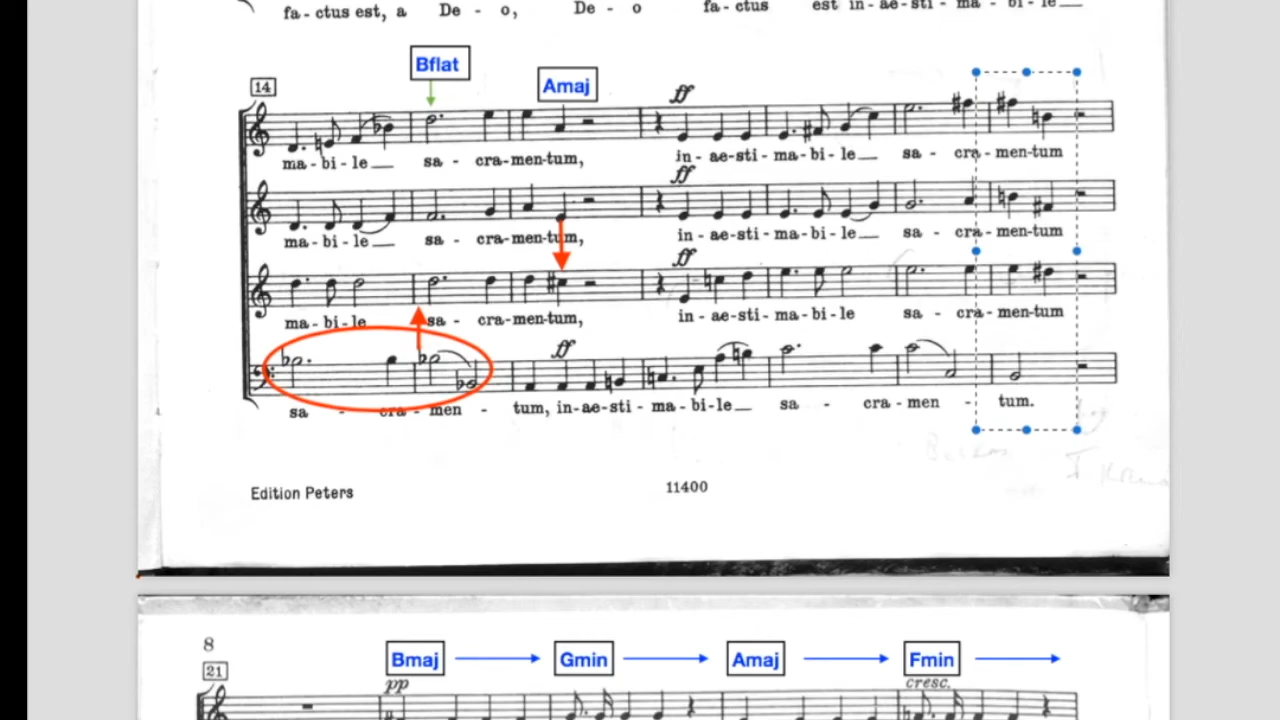 fa - ctus est, a De - o, De - o fa - ctus est in - ae - sti - ma - bi - le
Bflat
Amaj
14
ff
ma - bi - le sa - cra - men - tum, in - ae - sti - ma - bi - le sa - cra - men - tum
ff
ma - bi - le sa - cra - men - tum, in - ae - sti - ma - bi - le sa - cra - men - tum
ff
ma - bi - le sa - cra - men - tum, in - ae - sti - ma - bi - le sa - cra - men - tum
ff
sa - cra - men - tum, in - ae - sti - ma - bi - le sa - cra - men - tum.
Edition Peters 11400
8
21
Bmaj Gmin Amaj Fmin
pp cresc.